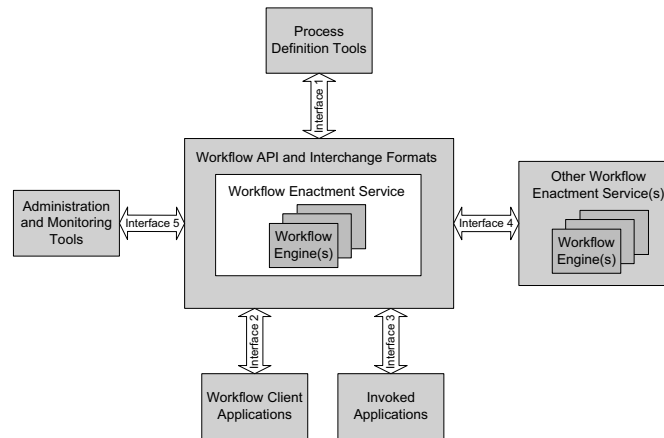 Process
Definition Tools
Interface 1
Workflow API and Interchange Formats
Workflow Enactment Service
Workflow
Engine(s)
Administration
and Monitoring
Tools
Interface 5
Interface 4
Other Workflow
Enactment Service(s)
Workflow
Engine(s)
Interface 2
Interface 3
Workflow Client
Applications
Invoked
Applications